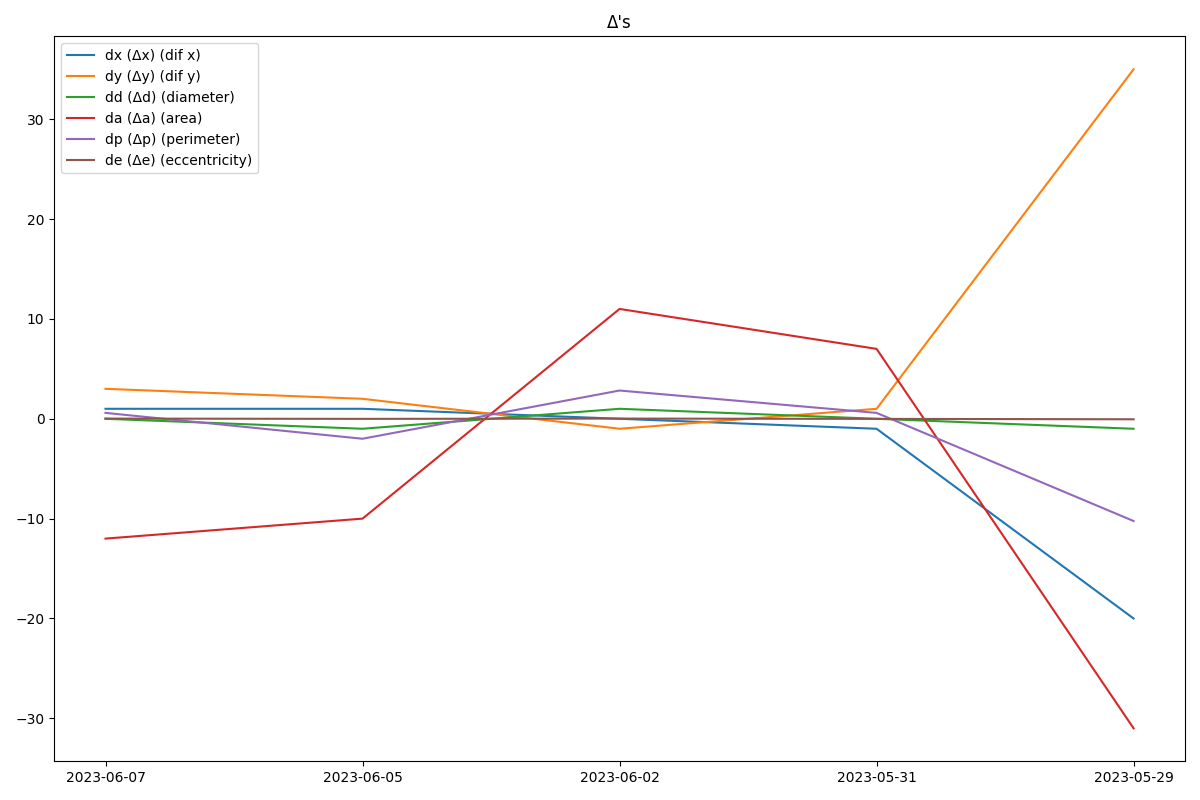 Δ's
dx (Δx) (dif x)
dy (Δy) (dif y)
dd (Δd) (diameter)
da (Δa) (area)
dp (Δp) (perimeter)
de (Δe) (eccentricity)
30
20
10
0
−10
−20
−30
2023-06-07 2023-06-05 2023-06-02 2023-05-31 2023-05-29